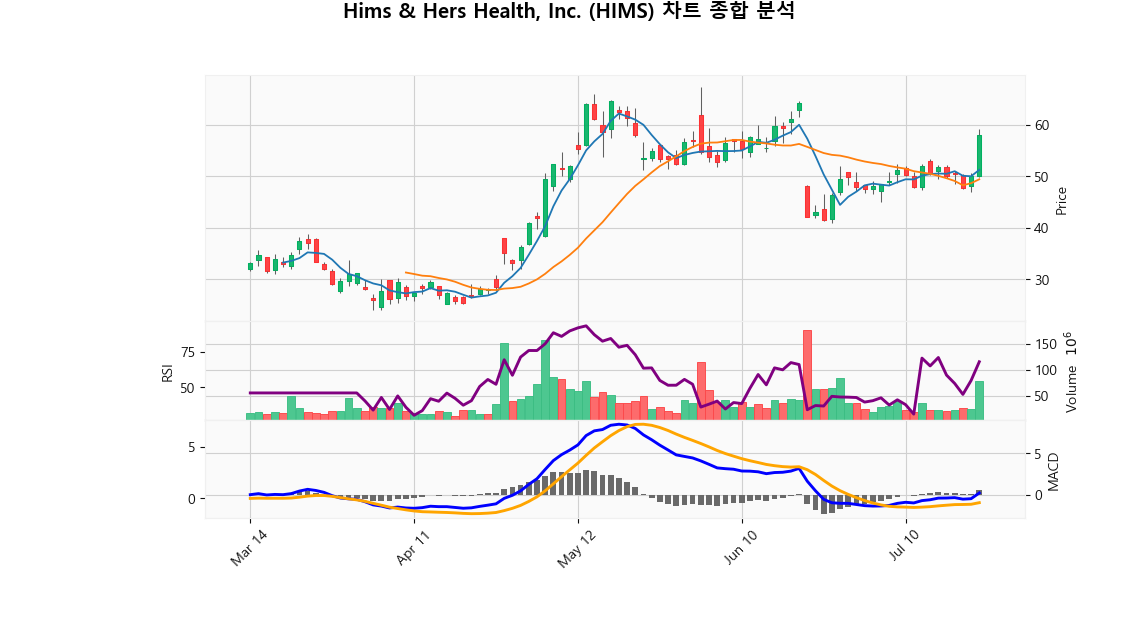 Hims & Hers Health, Inc. (HIMS) 차트 종합 분석
60
50
40
30
Price
75
50
RSI
150
100
50
Volume 10^6
5
0
5
0
MACD
Mar 14
Apr 11
May 12
Jun 10
Jul 10